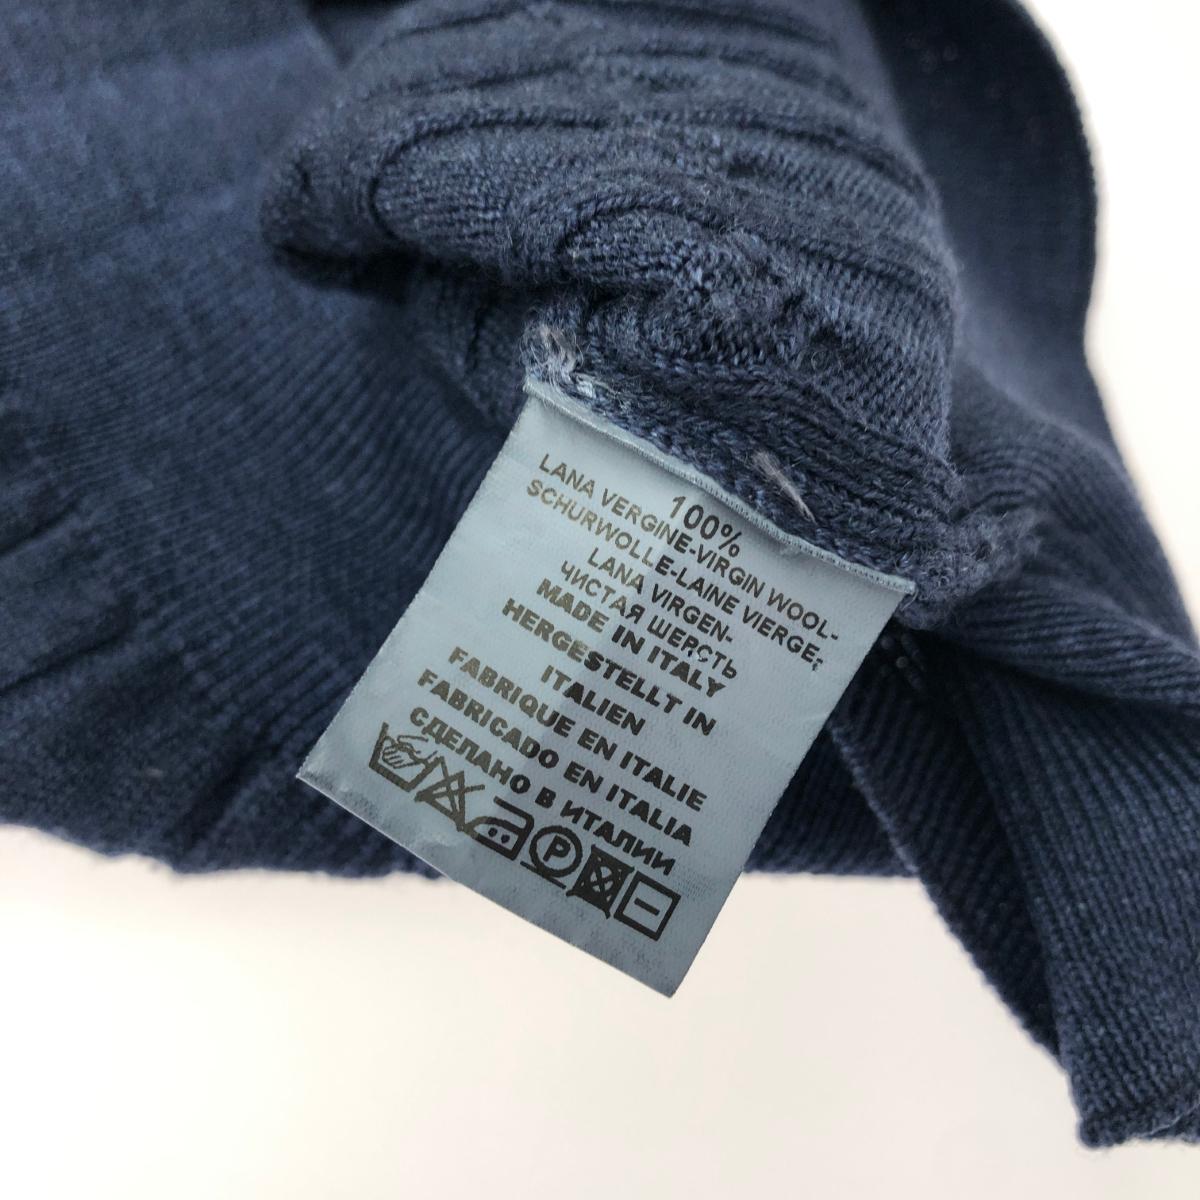 100%
LANA VERGINE-VIRGIN WOOL-
SCHURWOLLE-LAINE VIERGE,
LANA VIRGEN-
ЧИСТАЯ ШЕРСТЬ
MADE IN ITALY
HERGESTELLT IN
ITALIEN
FABRIQUE EN ITALIE
FABRICADO EN ITALIA
СДЕЛАНО В ИТАЛИИ
P